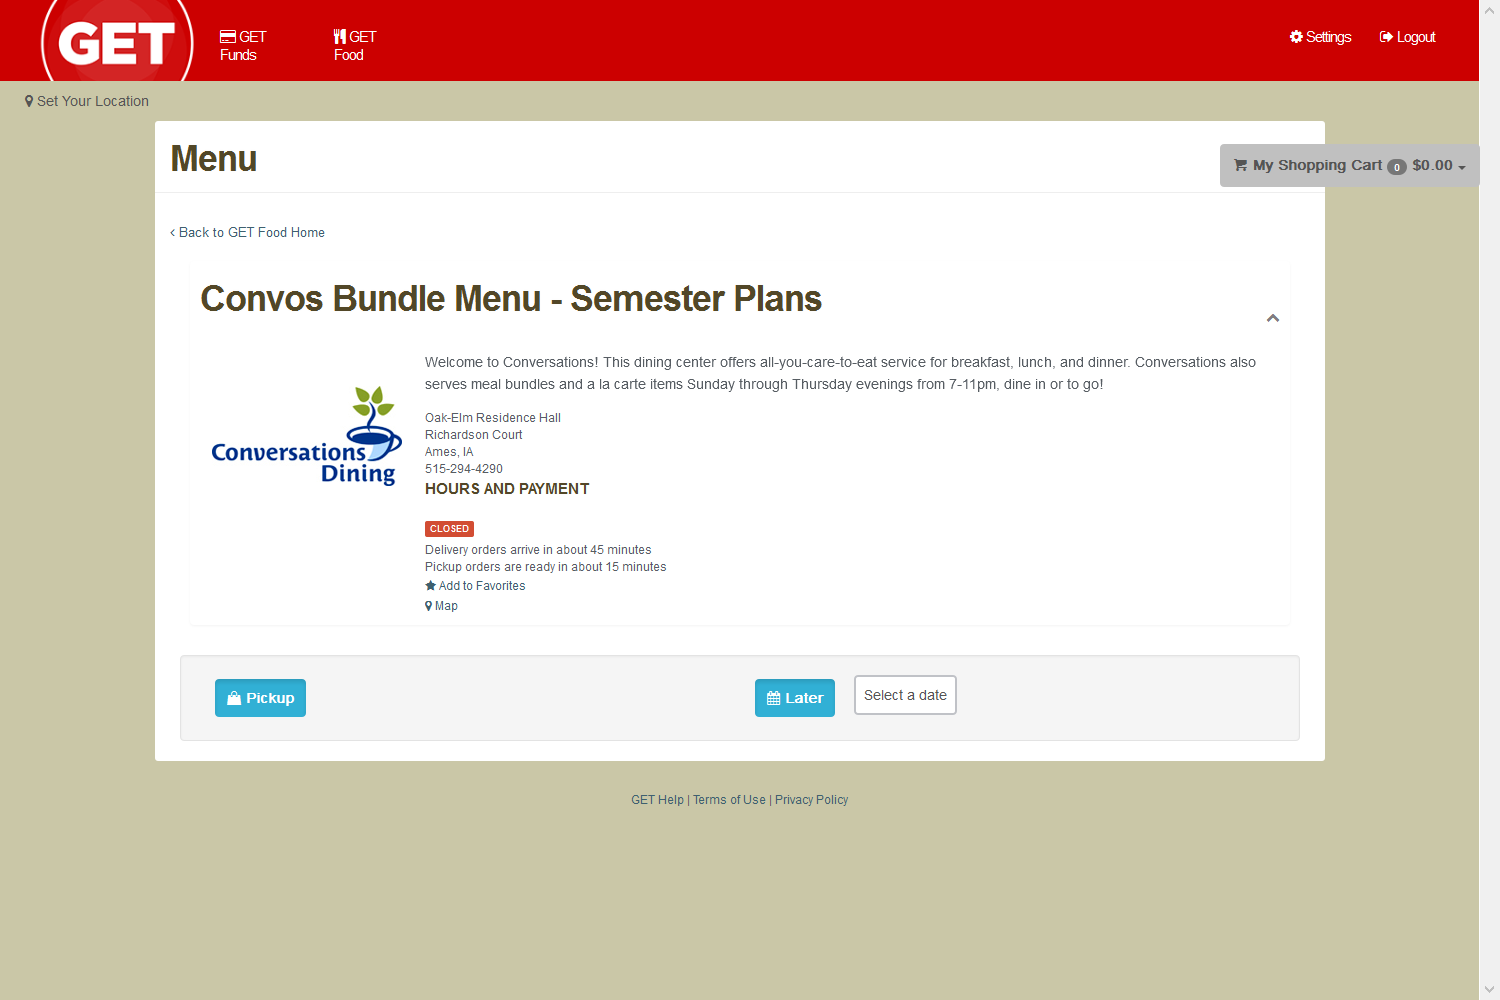 GET
GET Funds
GET Food
Settings
Logout
Set Your Location
Menu
My Shopping Cart 0 $0.00
Back to GET Food Home
Convos Bundle Menu - Semester Plans
Conversations
Dining
Welcome to Conversations! This dining center offers all-you-care-to-eat service for breakfast, lunch, and dinner. Conversations also
serves meal bundles and a la carte items Sunday through Thursday evenings from 7-11pm, dine in or to go!
Oak-Elm Residence Hall
Richardson Court
Ames, IA
515-294-4290
HOURS AND PAYMENT
CLOSED
Delivery orders arrive in about 45 minutes
Pickup orders are ready in about 15 minutes
Add to Favorites
Map
Pickup
Later
Select a date
GET Help | Terms of Use | Privacy Policy